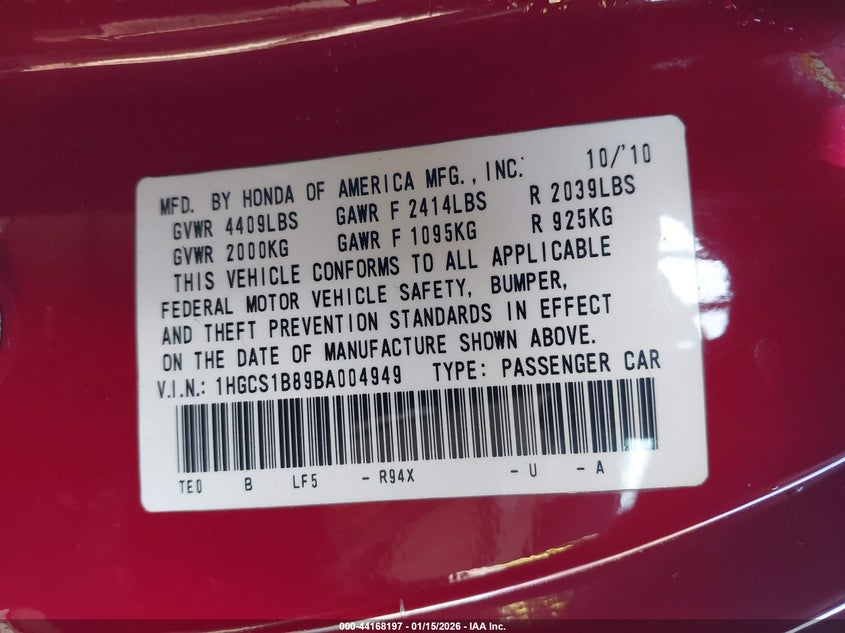 MFD. BY HONDA OF AMERICA MFG., INC. 10/'10
GVWR 4409LBS GAWR F 2414LBS R 2039LBS
GVWR 2000KG GAWR F 1095KG R 925KG
THIS VEHICLE CONFORMS TO ALL APPLICABLE
FEDERAL MOTOR VEHICLE SAFETY, BUMPER,
AND THEFT PREVENTION STANDARDS IN EFFECT
ON THE DATE OF MANUFACTURE SHOWN ABOVE.
V.I.N.: 1HGCS1B89BA004949 TYPE: PASSENGER CAR
TE0 B LF5 - R94X - U - A
000-44168197 - 01/15/2026 - IAA Inc.